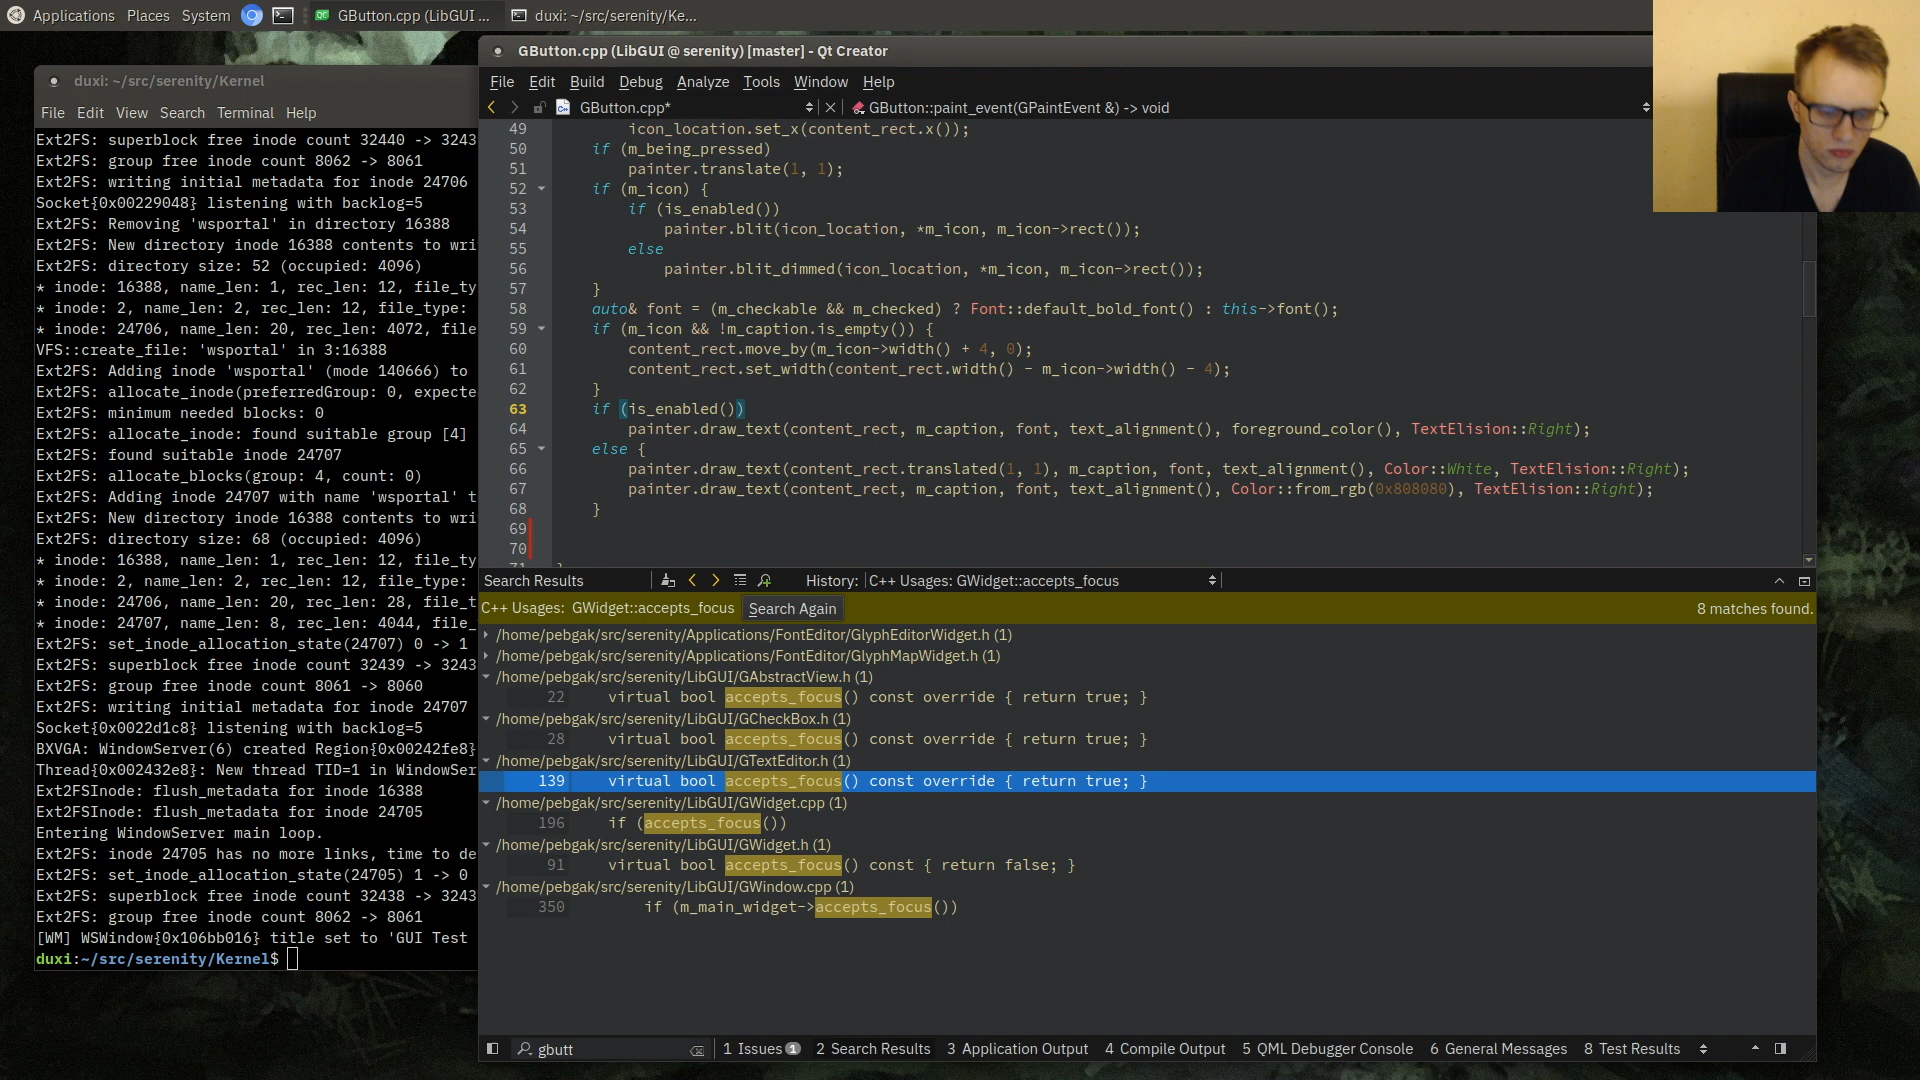 Applications Places System GButton.cpp (LibGUI ... duxi: ~/src/serenity/Ke...
duxi: ~/src/serenity/Kernel
File Edit View Search Terminal Help
Ext2FS: superblock free inode count 32440 -> 3243
Ext2FS: group free inode count 8062 -> 8061
Ext2FS: writing initial metadata for inode 24706
Socket{0x00229048} listening with backlog=5
Ext2FS: Removing 'wsportal' in directory 16388
Ext2FS: New directory inode 16388 contents to wri
Ext2FS: directory size: 52 (occupied: 4096)
* inode: 16388, name_len: 1, rec_len: 12, file_ty
* inode: 2, name_len: 2, rec_len: 12, file_type:
* inode: 24706, name_len: 20, rec_len: 4072, file
VFS::create_file: 'wsportal' in 3:16388
Ext2FS: Adding inode 'wsportal' (mode 140666) to
Ext2FS: allocate_inode(preferredGroup: 0, expecte
Ext2FS: minimum needed blocks: 0
Ext2FS: allocate_inode: found suitable group [4]
Ext2FS: found suitable inode 24707
Ext2FS: allocate_blocks(group: 4, count: 0)
Ext2FS: Adding inode 24707 with name 'wsportal' t
Ext2FS: New directory inode 16388 contents to wri
Ext2FS: directory size: 68 (occupied: 4096)
* inode: 16388, name_len: 1, rec_len: 12, file_ty
* inode: 2, name_len: 2, rec_len: 12, file_type:
* inode: 24706, name_len: 20, rec_len: 28, file_t
* inode: 24707, name_len: 8, rec_len: 4044, file_
Ext2FS: set_inode_allocation_state(24707) 0 -> 1
Ext2FS: superblock free inode count 32439 -> 3243
Ext2FS: group free inode count 8061 -> 8060
Ext2FS: writing initial metadata for inode 24707
Socket{0x0022d1c8} listening with backlog=5
BXVGA: WindowServer(6) created Region{0x00242fe8}
Thread{0x002432e8}: New thread TID=1 in WindowSer
Ext2FSInode: flush_metadata for inode 16388
Ext2FSInode: flush_metadata for inode 24705
Entering WindowServer main loop.
Ext2FS: inode 24705 has no more links, time to de
Ext2FS: set_inode_allocation_state(24705) 1 -> 0
Ext2FS: superblock free inode count 32438 -> 3243
Ext2FS: group free inode count 8062 -> 8061
[WM] WSWindow{0x106bb016} title set to 'GUI Test
duxi:~/src/serenity/Kernel$
GButton.cpp (LibGUI @ serenity) [master] - Qt Creator
File Edit Build Debug Analyze Tools Window Help
GButton.cpp* GButton::paint_event(GPaintEvent &) -> void
49 icon_location.set_x(content_rect.x());
50 if (m_being_pressed)
51 painter.translate(1, 1);
52 if (m_icon) {
53 if (is_enabled())
54 painter.blit(icon_location, *m_icon, m_icon->rect());
55 else
56 painter.blit_dimmed(icon_location, *m_icon, m_icon->rect());
57 }
58 auto& font = (m_checkable && m_checked) ? Font::default_bold_font() : this->font();
59 if (m_icon && !m_caption.is_empty()) {
60 content_rect.move_by(m_icon->width() + 4, 0);
61 content_rect.set_width(content_rect.width() - m_icon->width() - 4);
62 }
63 if (is_enabled())
64 painter.draw_text(content_rect, m_caption, font, text_alignment(), foreground_color(), TextElision::Right);
65 else {
66 painter.draw_text(content_rect.translated(1, 1), m_caption, font, text_alignment(), Color::White, TextElision::Right);
67 painter.draw_text(content_rect, m_caption, font, text_alignment(), Color::from_rgb(0x808080), TextElision::Right);
68 }
69
70
Search Results History: C++ Usages: GWidget::accepts_focus
C++ Usages: GWidget::accepts_focus Search Again 8 matches found.
/home/pebgak/src/serenity/Applications/FontEditor/GlyphEditorWidget.h (1)
/home/pebgak/src/serenity/Applications/FontEditor/GlyphMapWidget.h (1)
/home/pebgak/src/serenity/LibGUI/GAbstractView.h (1)
22 virtual bool accepts_focus() const override { return true; }
/home/pebgak/src/serenity/LibGUI/GCheckBox.h (1)
28 virtual bool accepts_focus() const override { return true; }
/home/pebgak/src/serenity/LibGUI/GTextEditor.h (1)
139 virtual bool accepts_focus() const override { return true; }
/home/pebgak/src/serenity/LibGUI/GWidget.cpp (1)
196 if (accepts_focus())
/home/pebgak/src/serenity/LibGUI/GWidget.h (1)
91 virtual bool accepts_focus() const { return false; }
/home/pebgak/src/serenity/LibGUI/GWindow.cpp (1)
350 if (m_main_widget->accepts_focus())
gbutt 1 Issues 1 2 Search Results 3 Application Output 4 Compile Output 5 QML Debugger Console 6 General Messages 8 Test Results